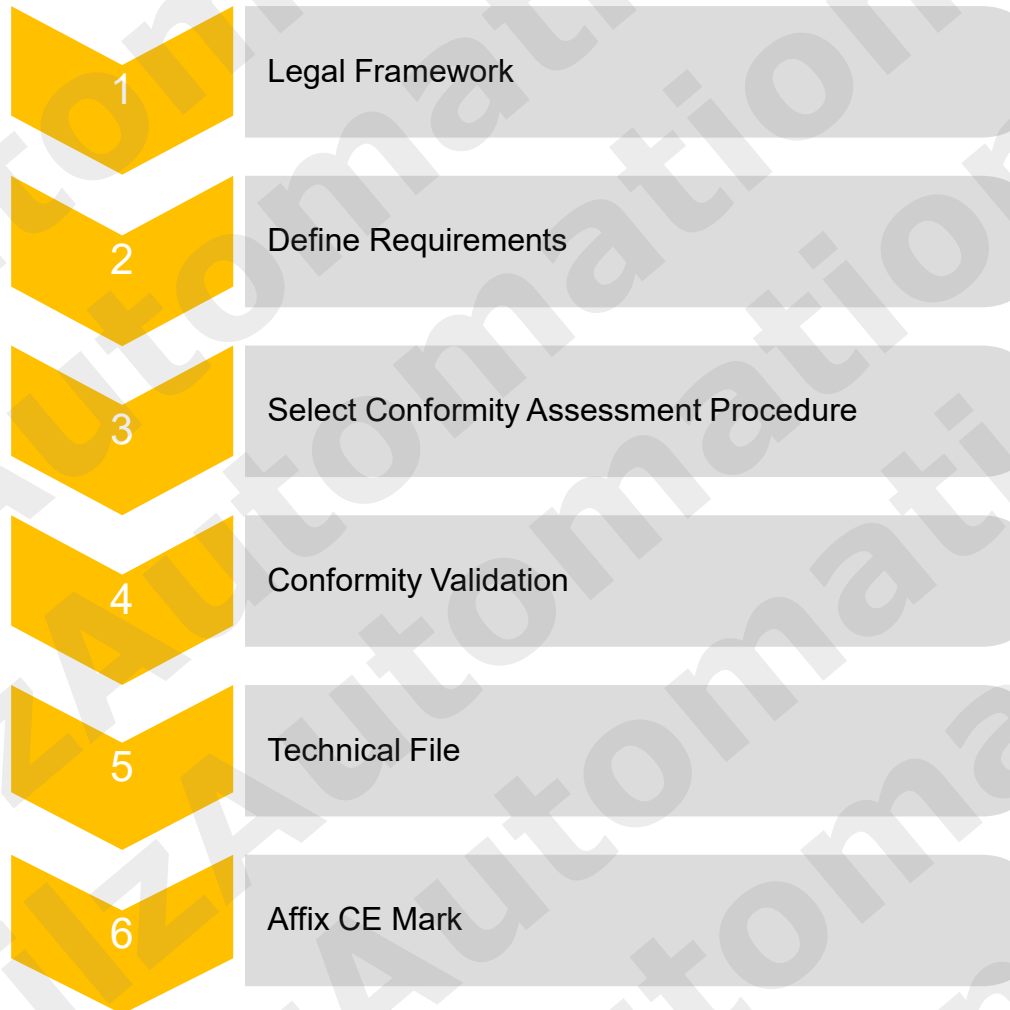 1
Legal Framework
2
Define Requirements
3
Select Conformity Assessment Procedure
4
Conformity Validation
5
Technical File
6
Affix CE Mark